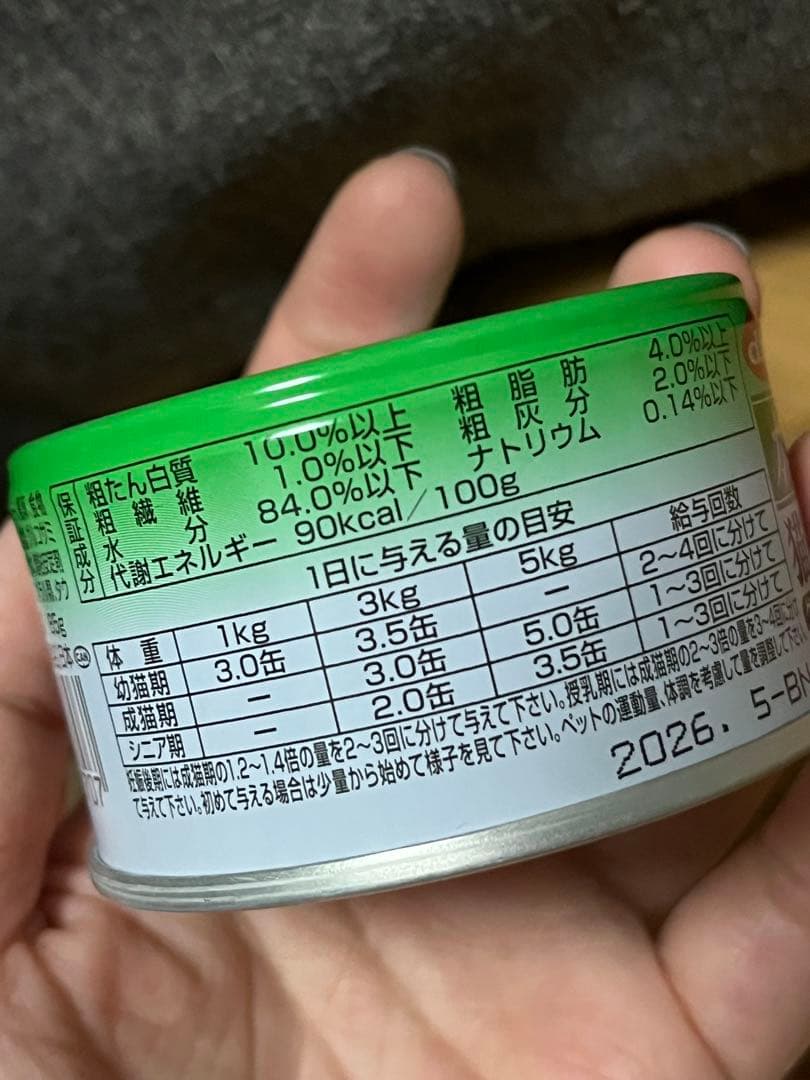 保証成分
粗たん白質 10.0%以上 粗脂肪 4.0%以上
粗繊維 1.0%以下 粗灰分 2.0%以下
水分 84.0%以下 ナトリウム 0.14%以下
代謝エネルギー 90kcal/100g
1日に与える量の目安
体重 1kg 3kg 5kg 給与回数
幼猫期 3.0缶 3.5缶 － 2〜4回に分けて
成猫期 － 3.0缶 5.0缶 1〜3回に分けて
シニア期 － 2.0缶 3.5缶 1〜3回に分けて
妊娠後期には成猫期の1.2〜1.4倍の量を2〜3回に分けて与えて下さい。授乳期には成猫期の2〜3倍の量を3〜4回に分け
て与えて下さい。初めて与える場合は少量から始めて様子を見て下さい。ペットの運動量、体調を考慮して量を調整して下
2026. 5-BK
85g
日本